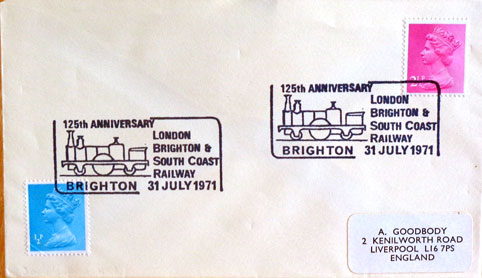 125th ANNIVERSARY
LONDON
BRIGHTON &
SOUTH COAST
RAILWAY
BRIGHTON 31 JULY 1971
125th ANNIVERSARY
LONDON
BRIGHTON &
SOUTH COAST
RAILWAY
BRIGHTON 31 JULY 1971
A. GOODBODY
2 KENILWORTH ROAD
LIVERPOOL L16 7PS
ENGLAND